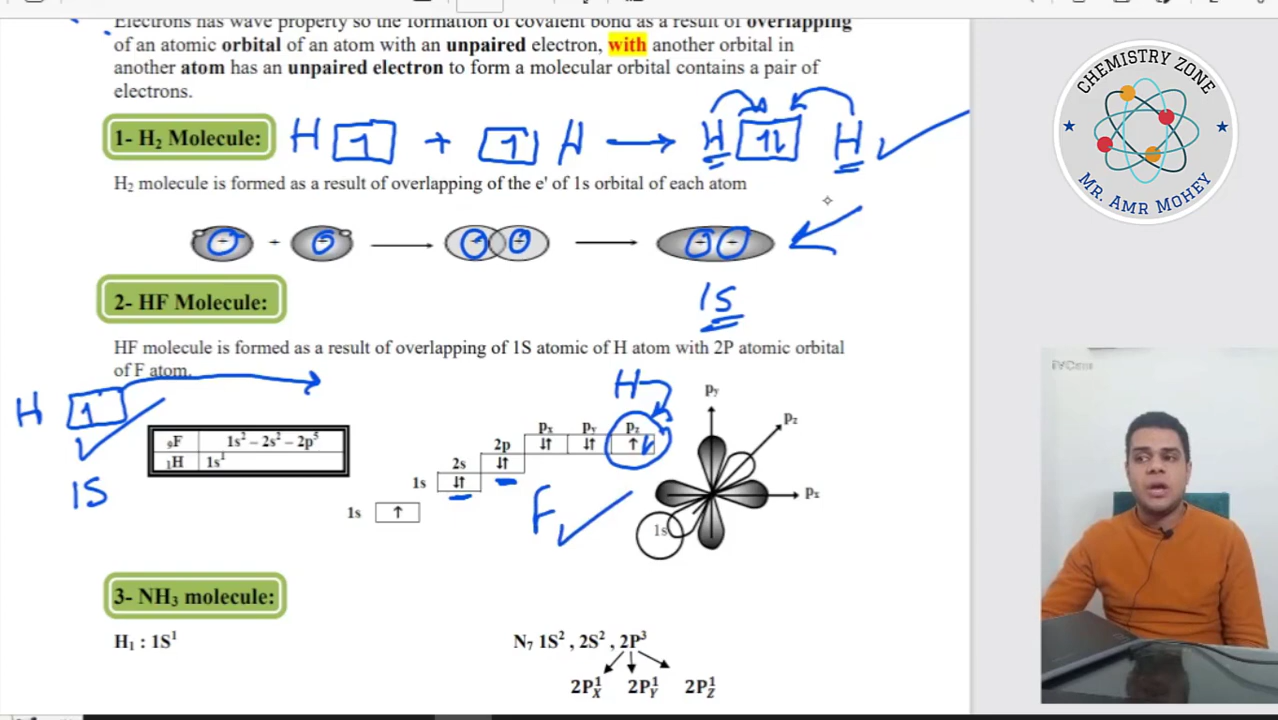 Electrons has wave property so the formation of covalent bond as a result of overlapping
of an atomic orbital of an atom with an unpaired electron, with another orbital in
another atom has an unpaired electron to form a molecular orbital contains a pair of
electrons.
CHEMISTRY ZONE
MR. AMR MOHEY
1- H₂ Molecule:
H 1 + 1 H → H 1⇂ H
H₂ molecule is formed as a result of overlapping of the e' of 1s orbital of each atom
- + - → - - → - -
1S
2- HF Molecule:
HF molecule is formed as a result of overlapping of 1S atomic of H atom with 2P atomic orbital
of F atom.
H 1
1S
₉F 1s² – 2s² – 2p⁵
₁H 1s¹
1s ↑
1s ↓↑
2s
2p ↓↑
Px Py Pz
↓↑ ↓↑ ↑
H
F
Py
Pz
Px
1s
iVCam
3- NH₃ molecule:
H₁ : 1S¹
N₇ 1S² , 2S² , 2P³
2P¹X 2P¹Y 2P¹Z